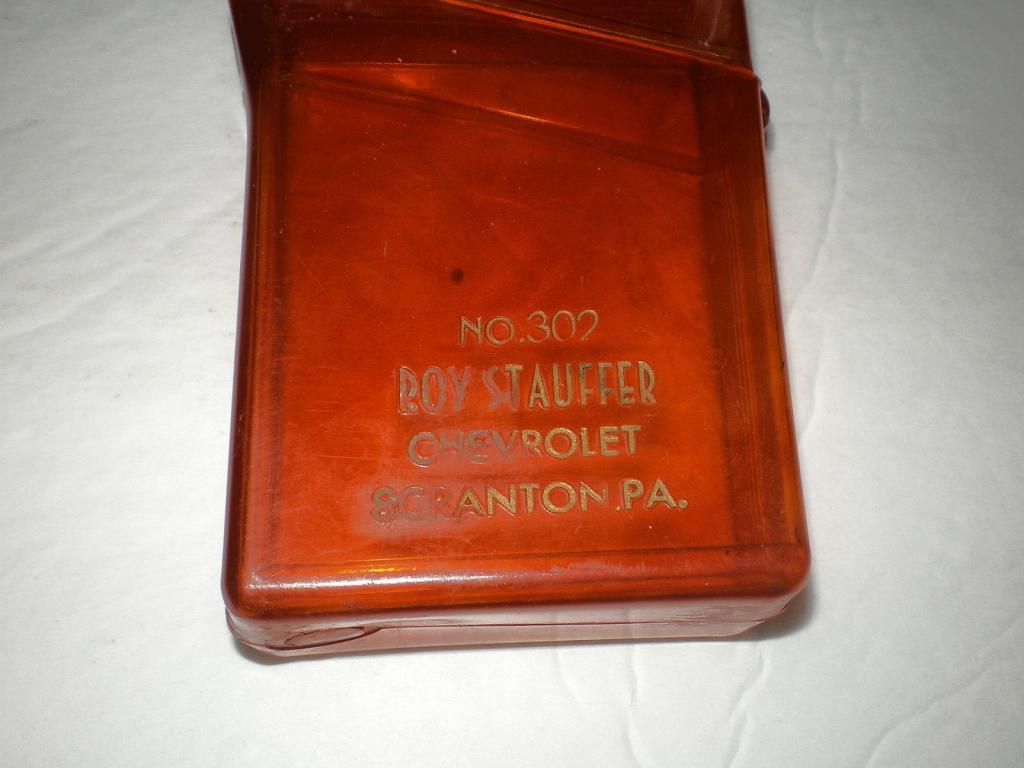 NO.302
ROY STAUFFER
CHEVROLET
SCRANTON, PA.